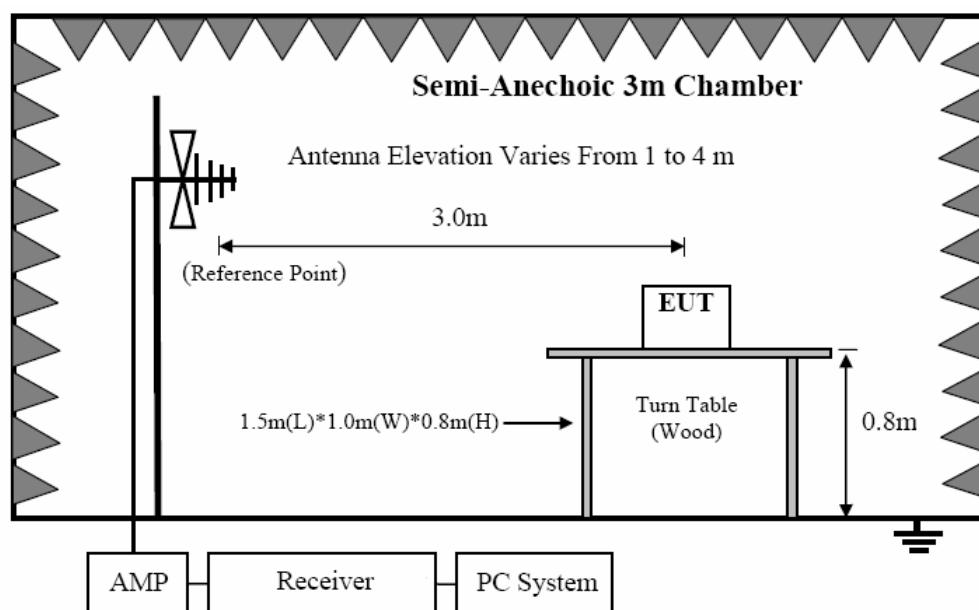 Semi-Anechoic 3m Chamber
Antenna Elevation Varies From 1 to 4 m
3.0m
(Reference Point)
EUT
1.5m(L)*1.0m(W)*0.8m(H)
Turn Table
(Wood)
0.8m
AMP
Receiver
PC System